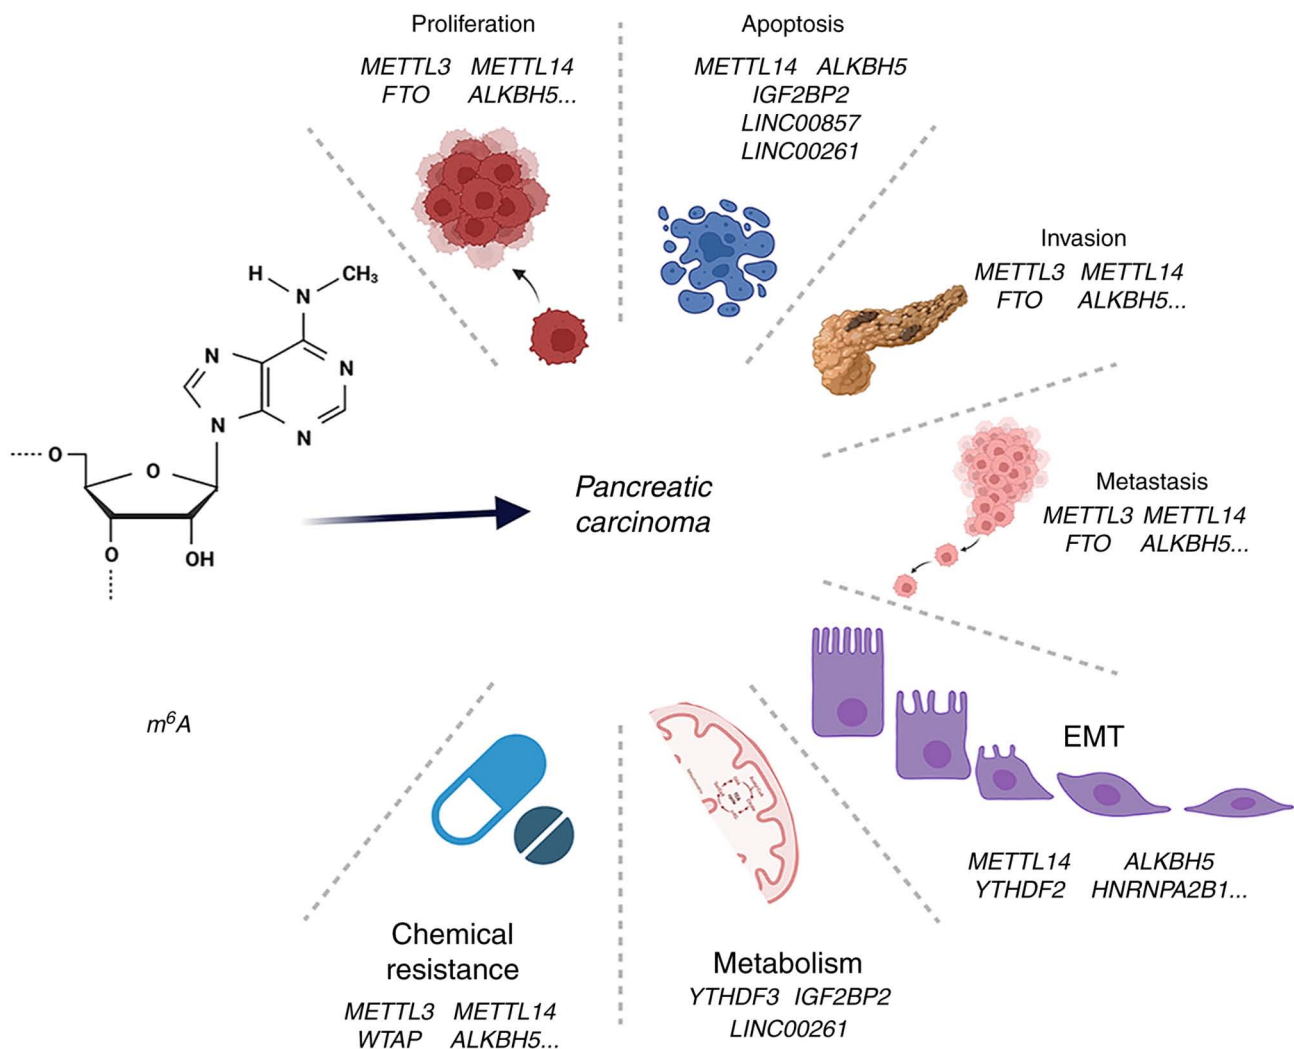 Proliferation
METTL3 METTL14
FTO ALKBH5...
Apoptosis
METTL14 ALKBH5
IGF2BP2
LINC00857
LINC00261
Invasion
METTL3 METTL14
FTO ALKBH5...
H
N
CH3
N
N
N
N
O
O
O
OH
Pancreatic
carcinoma
Metastasis
METTL3 METTL14
FTO ALKBH5...
EMT
METTL14 ALKBH5
YTHDF2 HNRNPA2B1...
m6A
Chemical
resistance
METTL3 METTL14
WTAP ALKBH5...
Metabolism
YTHDF3 IGF2BP2
LINC00261